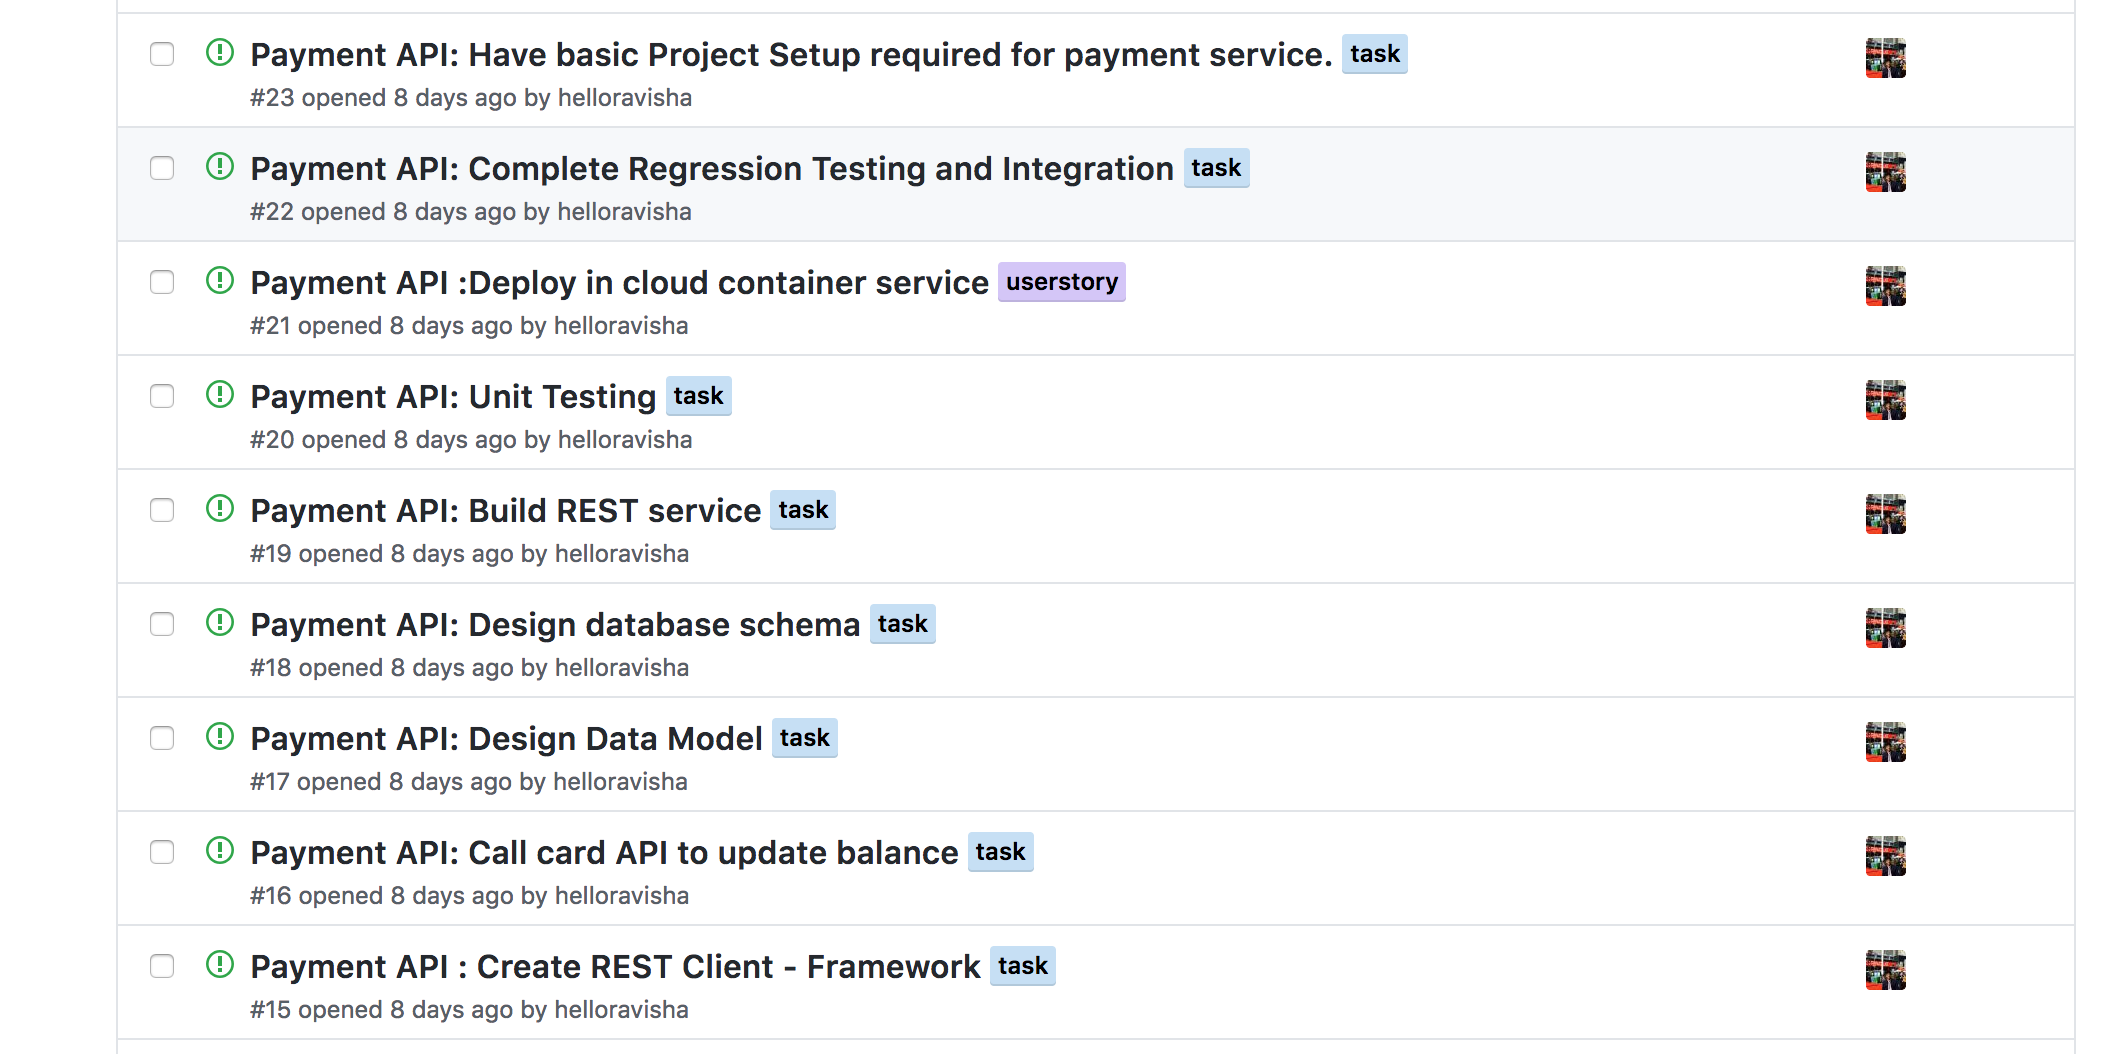 Payment API: Have basic Project Setup required for payment service. task
#23 opened 8 days ago by helloravisha
Payment API: Complete Regression Testing and Integration task
#22 opened 8 days ago by helloravisha
Payment API :Deploy in cloud container service userstory
#21 opened 8 days ago by helloravisha
Payment API: Unit Testing task
#20 opened 8 days ago by helloravisha
Payment API: Build REST service task
#19 opened 8 days ago by helloravisha
Payment API: Design database schema task
#18 opened 8 days ago by helloravisha
Payment API: Design Data Model task
#17 opened 8 days ago by helloravisha
Payment API: Call card API to update balance task
#16 opened 8 days ago by helloravisha
Payment API : Create REST Client - Framework task
#15 opened 8 days ago by helloravisha